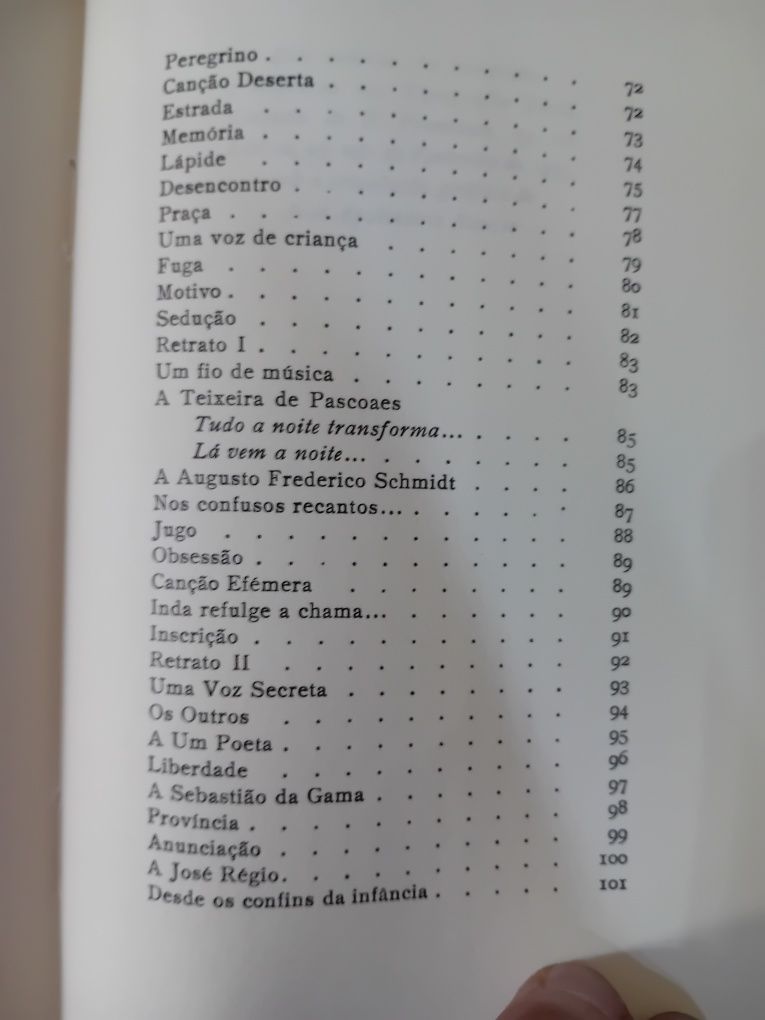 Peregrino . . . . . . . . . . . 72
Canção Deserta . . . . . . . . . 72
Estrada . . . . . . . . . . . 73
Memória . . . . . . . . . . . 74
Lápide . . . . . . . . . . . 75
Desencontro . . . . . . . . . . 77
Praça . . . . . . . . . . . . 78
Uma voz de criança . . . . . . . 79
Fuga . . . . . . . . . . . . 80
Motivo . . . . . . . . . . . . 81
Sedução . . . . . . . . . . . 82
Retrato I . . . . . . . . . . . 83
Um fio de música . . . . . . . . 83
A Teixeira de Pascoaes
Tudo a noite transforma... . . . . 85
Lá vem a noite... . . . . . . . 85
A Augusto Frederico Schmidt . . . . 86
Nos confusos recantos... . . . . . . 87
Jugo . . . . . . . . . . . . 88
Obsessão . . . . . . . . . . . 89
Canção Efémera . . . . . . . . 89
Inda refulge a chama... . . . . . . 90
Inscrição . . . . . . . . . . . 91
Retrato II . . . . . . . . . . 92
Uma Voz Secreta . . . . . . . . 93
Os Outros . . . . . . . . . . 94
A Um Poeta . . . . . . . . . . 95
Liberdade . . . . . . . . . . 96
A Sebastião da Gama . . . . . . . 97
Província . . . . . . . . . . . 98
Anunciação . . . . . . . . . . 99
A José Régio. . . . . . . . . . 100
Desde os confins da infância . . . . . 101